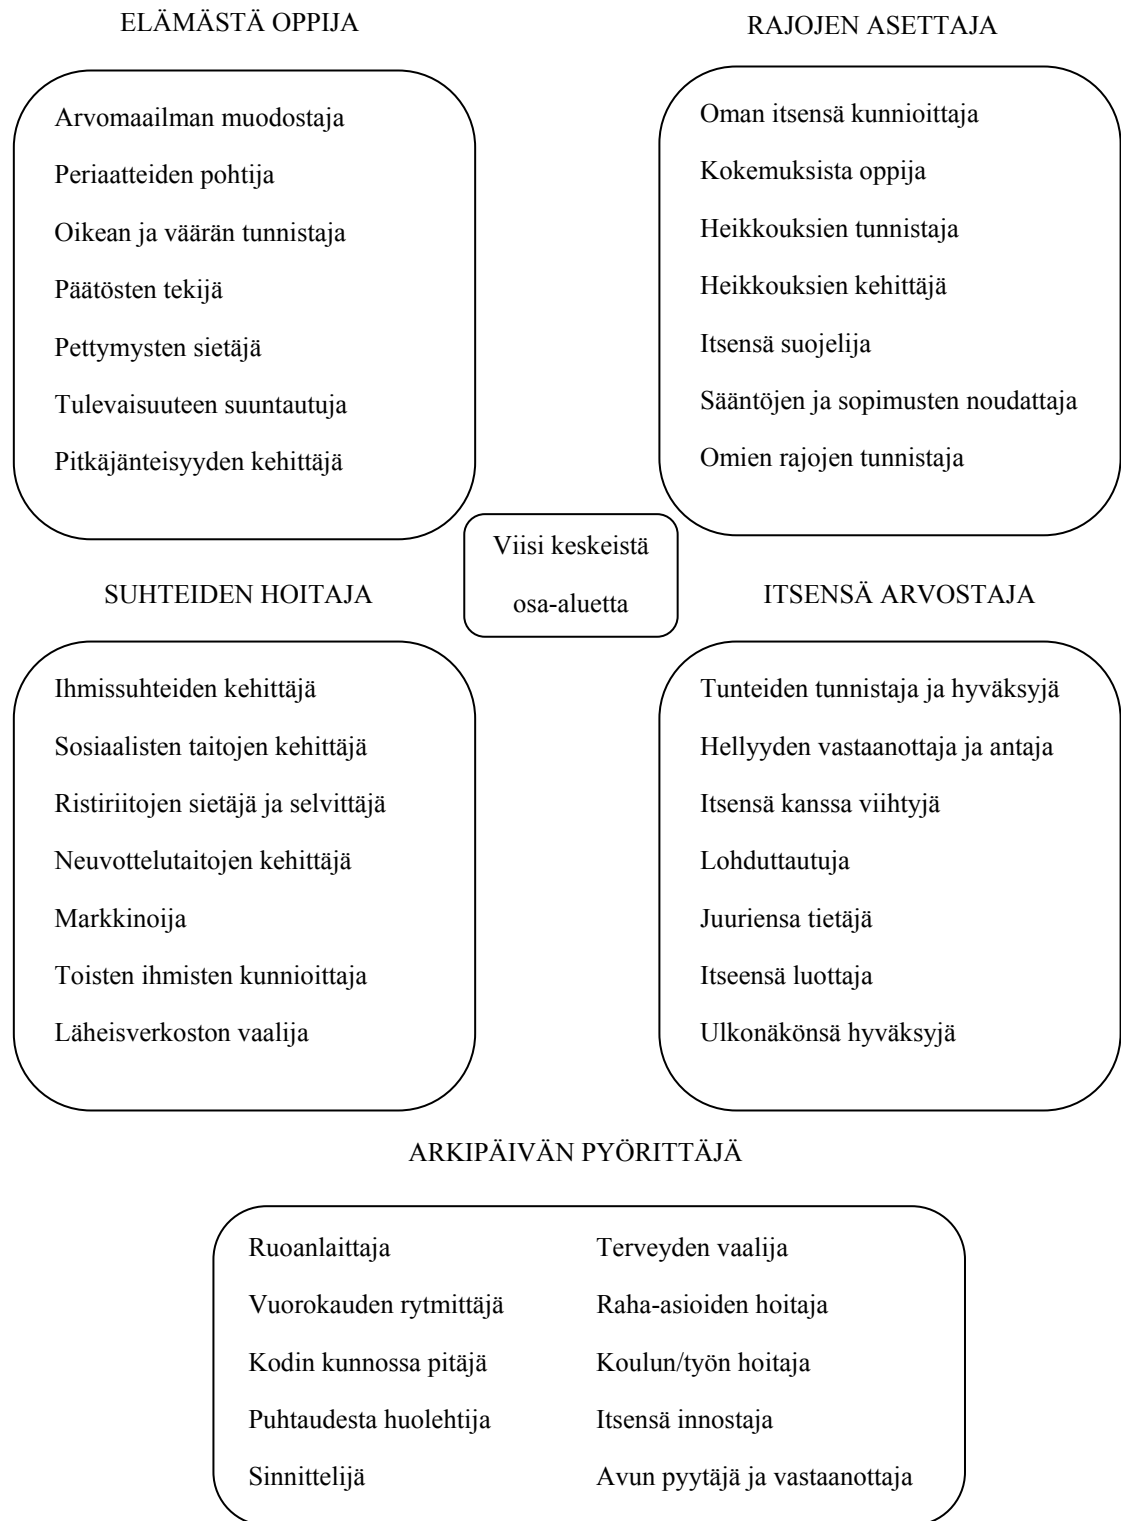 ELÄMÄSTÄ OPPIJA
Arvomaailman muodostaja
Periaatteiden pohtija
Oikean ja väärän tunnistaja
Päätösten tekijä
Pettymysten sietäjä
Tulevaisuuteen suuntautuja
Pitkäjänteisyyden kehittäjä
RAJOJEN ASETTAJA
Oman itsensä kunnioittaja
Kokemuksista oppija
Heikkouksien tunnistaja
Heikkouksien kehittäjä
Itsensä suojelija
Sääntöjen ja sopimusten noudattaja
Omien rajojen tunnistaja
Viisi keskeistä
osa-aluetta
SUHTEIDEN HOITAJA
Ihmissuhteiden kehittäjä
Sosiaalisten taitojen kehittäjä
Ristiriitojen sietäjä ja selvittäjä
Neuvottelutaitojen kehittäjä
Markkinoija
Toisten ihmisten kunnioittaja
Läheisverkoston vaalija
ITSENSÄ ARVOSTAJA
Tunteiden tunnistaja ja hyväksyjä
Hellyyden vastaanottaja ja antaja
Itsensä kanssa viihtyjä
Lohduttautuja
Juuriensa tietäjä
Itseensä luottaja
Ulkonäkönsä hyväksyjä
ARKIPÄIVÄN PYÖRITTÄJÄ
Ruoanlaittaja
Vuorokauden rytmittäjä
Kodin kunnossa pitäjä
Puhtaudesta huolehtija
Sinnittelijä
Terveyden vaalija
Raha-asioiden hoitaja
Koulun/työn hoitaja
Itsensä innostaja
Avun pyytäjä ja vastaanottaja